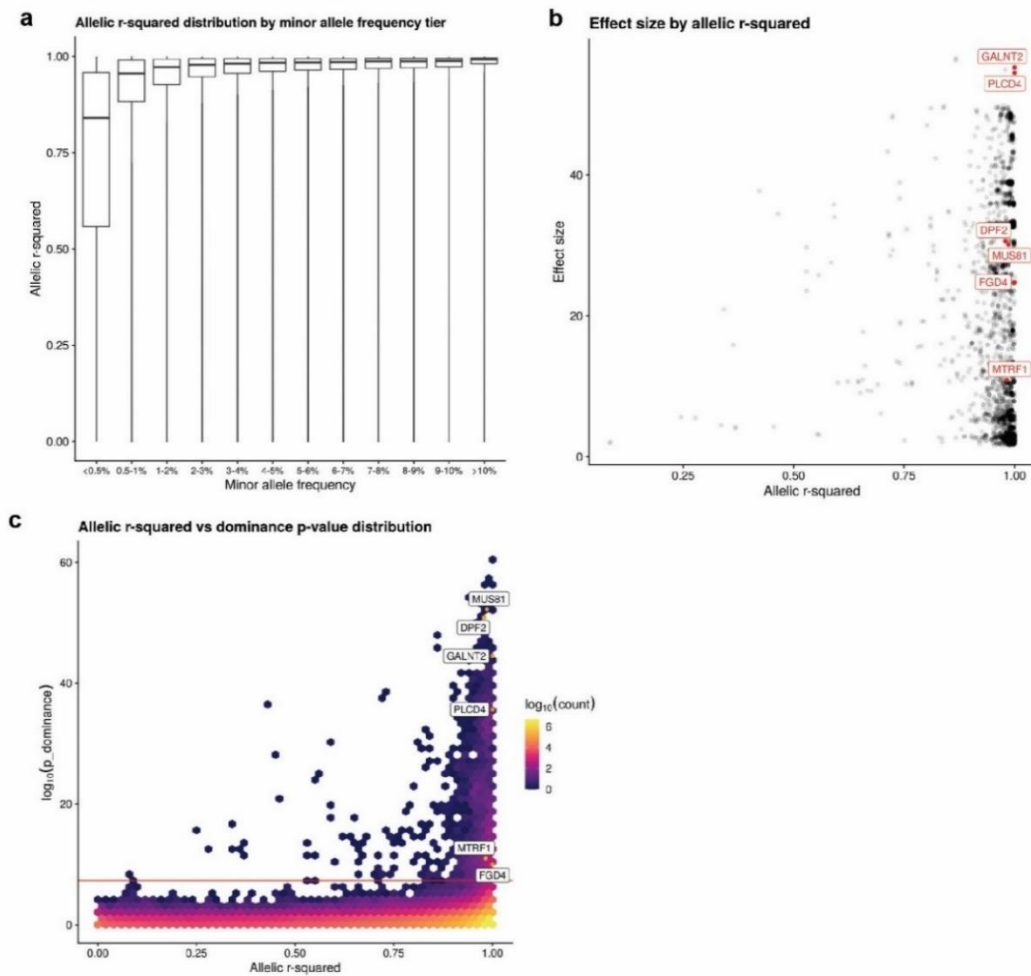 a
Allelic r-squared distribution by minor allele frequency tier
1.00
0.75
0.50
0.25
0.00
Allelic r-squared
<0.5% 0.5-1% 1-2% 2-3% 3-4% 4-5% 5-6% 6-7% 7-8% 8-9% 9-10% >10%
Minor allele frequency
b
Effect size by allelic r-squared
GALNT2
PLCD4
40
DPF2
MUS81
FGD4
20
MTRF1
0
Effect size
0.25 0.50 0.75 1.00
Allelic r-squared
c
Allelic r-squared vs dominance p-value distribution
60
MUS81
DPF2
GALNT2
40
PLCD4
20
MTRF1
FGD4
0
log10(p_dominance)
0.00 0.25 0.50 0.75 1.00
Allelic r-squared
log10(count)
6
4
2
0